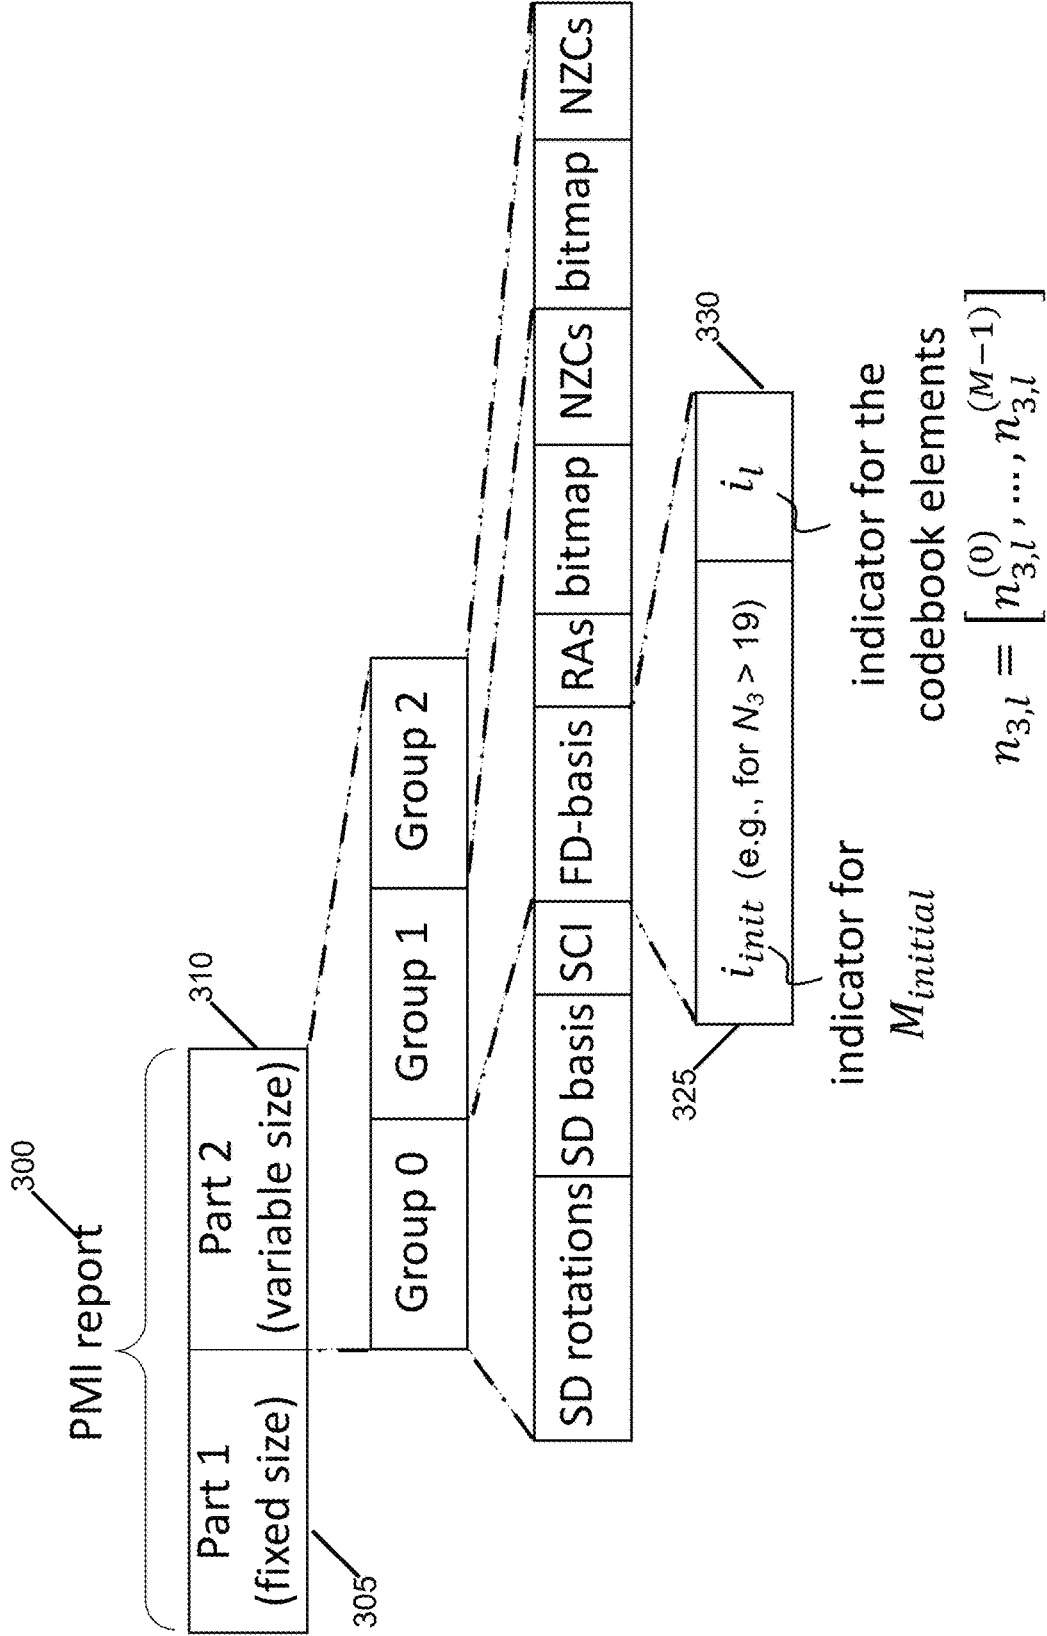 300
PMI report
Part 1
(fixed size)
Part 2
(variable size)
305
310
Group 0
Group 1
Group 2
SD rotations
SD basis
SCI
FD-basis
RAs
bitmap
NZCs
bitmap
NZCs
325
i_init (e.g., for N_3 > 19)
i_l
330
indicator for
M_initial
indicator for the
codebook elements
n_{3,l} = [n_{3,l}^{(0)}, ..., n_{3,l}^{(M−1)}]